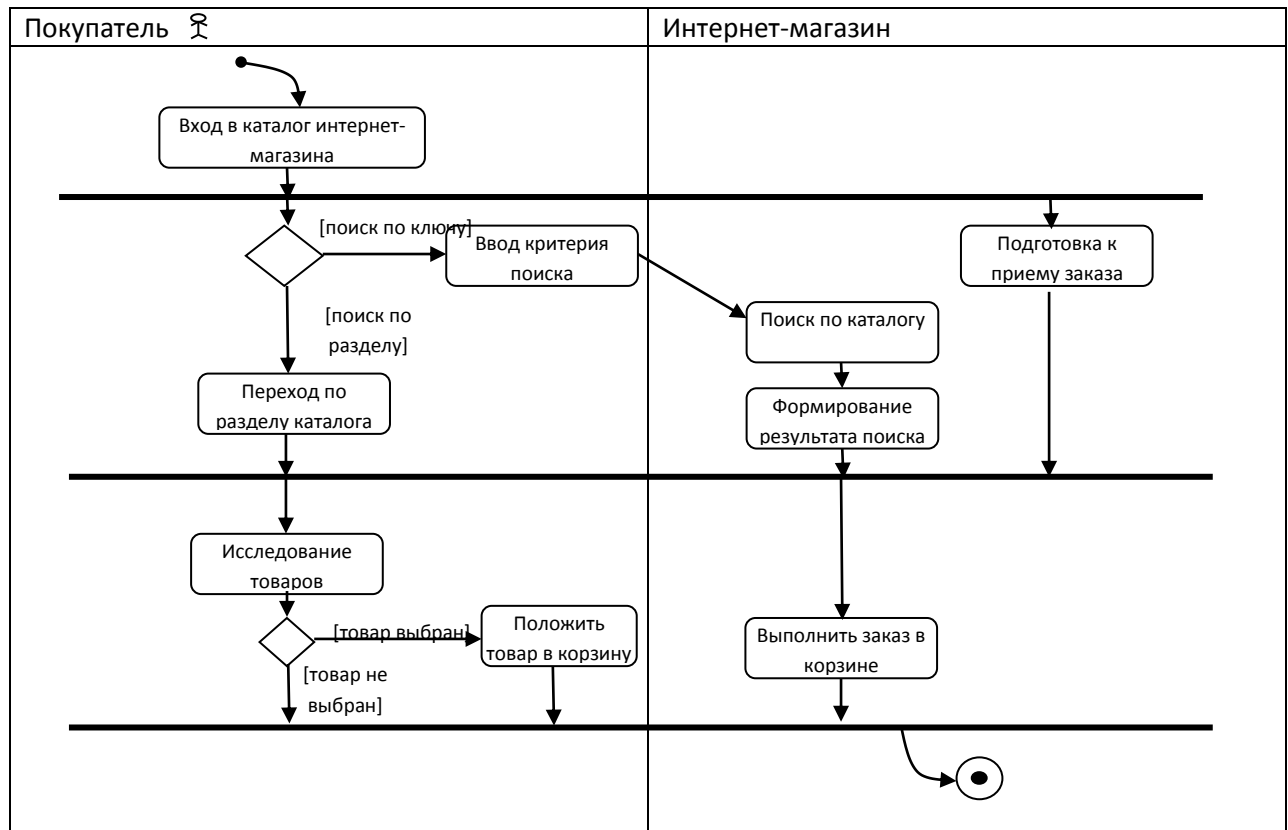 Покупатель
Интернет-магазин
Вход в каталог интернет-
магазина
[поиск по ключу]
Ввод критерия
поиска
Подготовка к
приему заказа
[поиск по
разделу]
Поиск по каталогу
Переход по
разделу каталога
Формирование
результата поиска
Исследование
товаров
[товар выбран]
Положить
товар в корзину
Выполнить заказ в
корзине
[товар не
выбран]